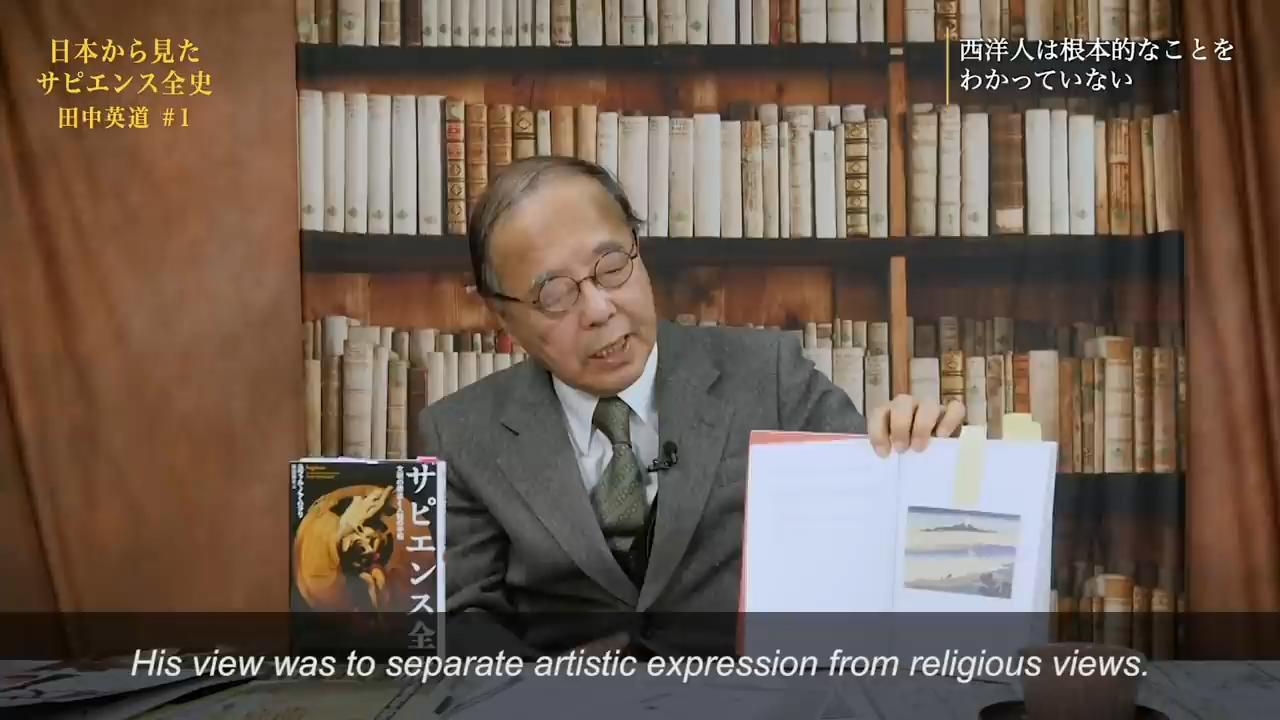 日本から見た
サピエンス全史
田中英道 #1
西洋人は根本的なことを
わかっていない
サピエンス全
His view was to separate artistic expression from religious views.